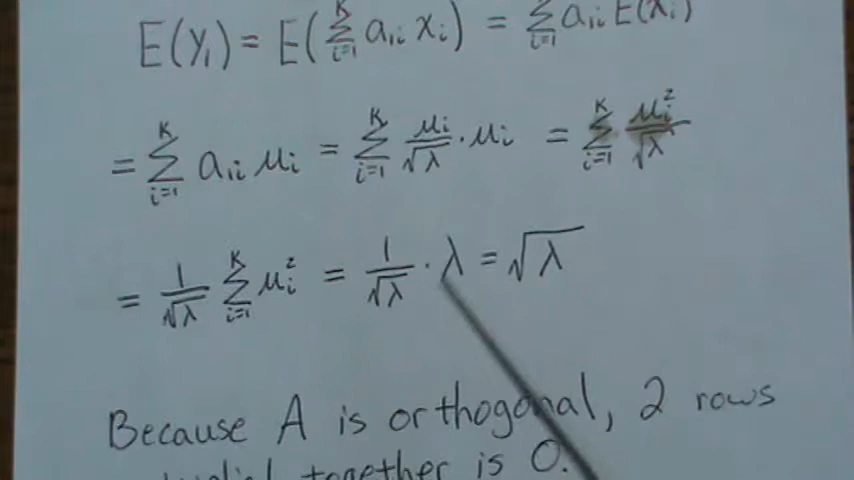 E(y₁) = E(∑ᵢ₌₁ᴷ a₁ᵢ xᵢ) = ∑ᵢ₌₁ a₁ᵢ E(xᵢ)
= ∑ᵢ₌₁ᴷ a₁ᵢ μᵢ = ∑ᵢ₌₁ᴷ μᵢ/√λ · μᵢ = ∑ᵢ₌₁ᴷ μᵢ²/√λ
= 1/√λ ∑ᵢ₌₁ᴷ μᵢ² = 1/√λ · λ = √λ
Because A is orthogonal, 2 rows
together is 0.